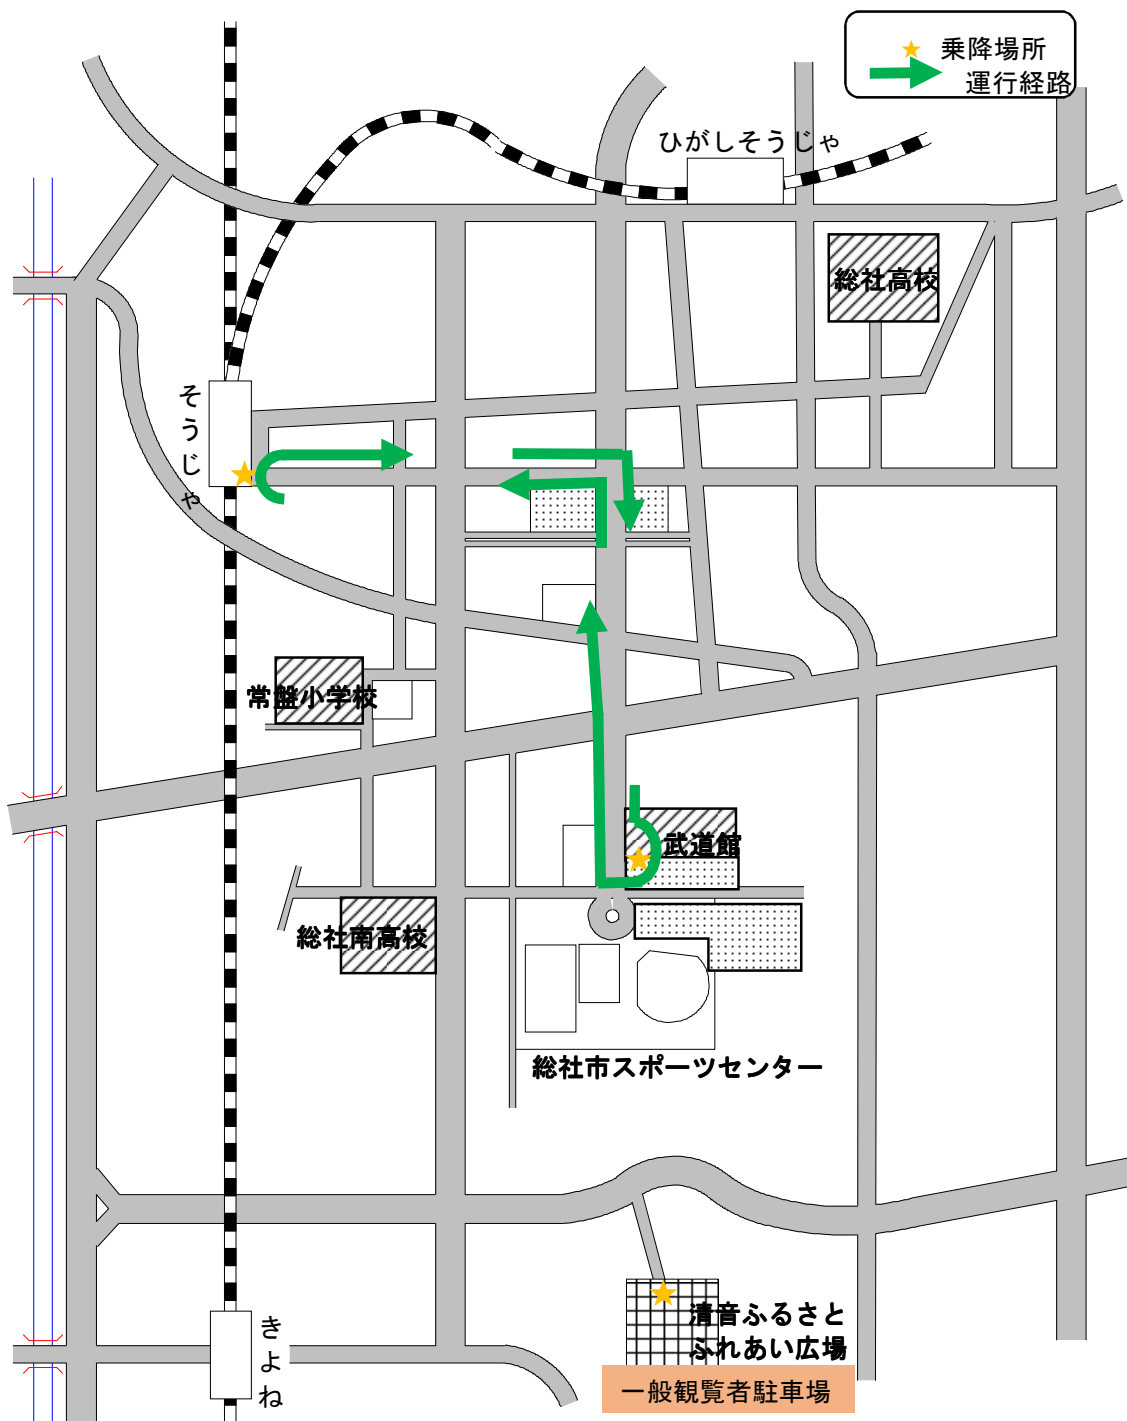 乗降場所
運行経路
ひがしそうじゃ
総社高校
そうじゃ
常盤小学校
武道館
総社南高校
総社市スポーツセンター
清音ふるさと
ふれあい広場
きよね
一般観覧者駐車場